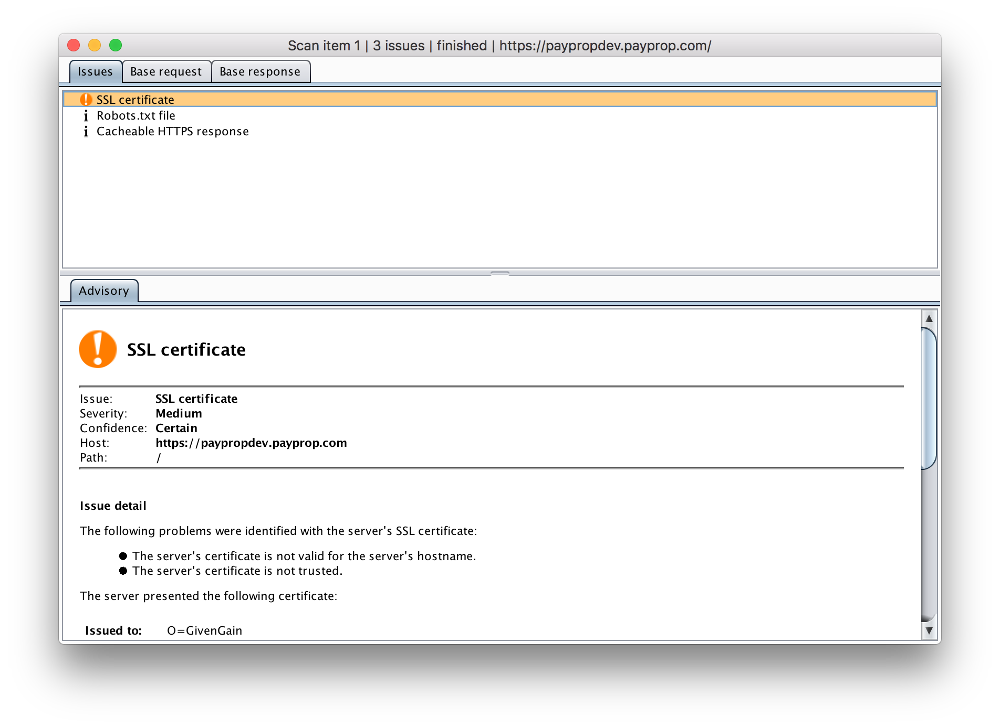 Scan item 1 | 3 issues | finished | https://paypropdev.payprop.com/
Issues Base request Base response
SSL certificate
Robots.txt file
Cacheable HTTPS response
Advisory
SSL certificate
Issue: SSL certificate
Severity: Medium
Confidence: Certain
Host: https://paypropdev.payprop.com
Path: /
Issue detail
The following problems were identified with the server's SSL certificate:
● The server's certificate is not valid for the server's hostname.
● The server's certificate is not trusted.
The server presented the following certificate:
Issued to: O=GivenGain